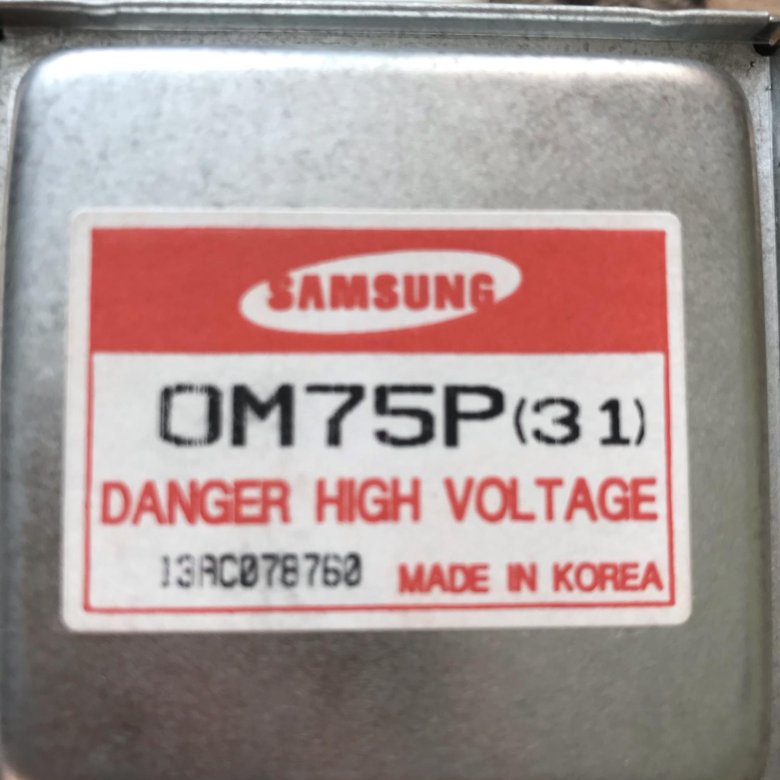 SAMSUNG
OM75P(31)
DANGER HIGH VOLTAGE
13AC078760
MADE IN KOREA